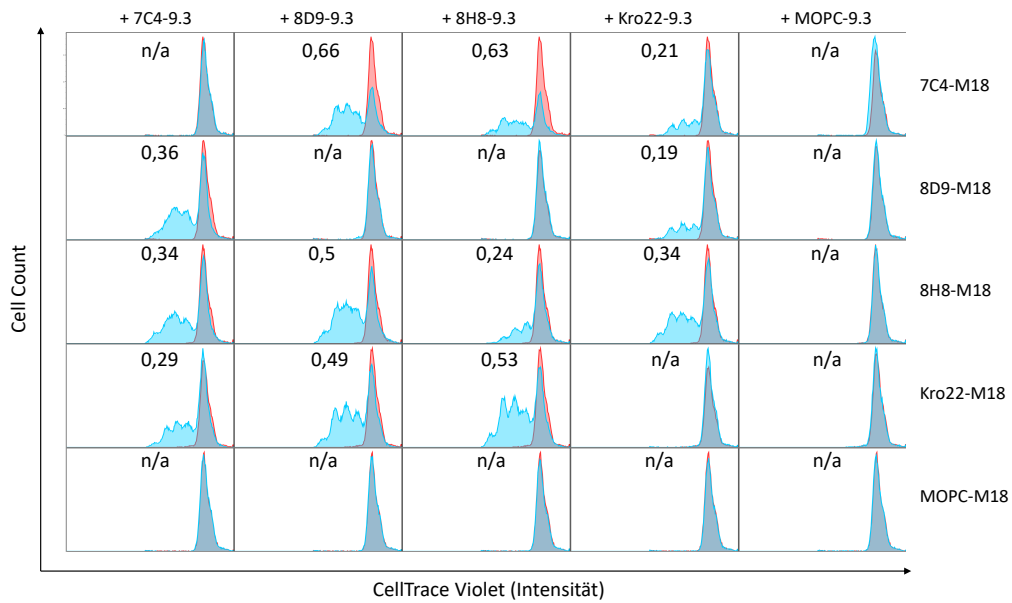 + 7C4-9.3 + 8D9-9.3 + 8H8-9.3 + Kro22-9.3 + MOPC-9.3
n/a 0,66 0,63 0,21 n/a
7C4-M18
0,36 n/a n/a 0,19 n/a
8D9-M18
0,34 0,5 0,24 0,34 n/a
8H8-M18
0,29 0,49 0,53 n/a n/a
Kro22-M18
n/a n/a n/a n/a n/a
MOPC-M18
Cell Count
CellTrace Violet (Intensität)